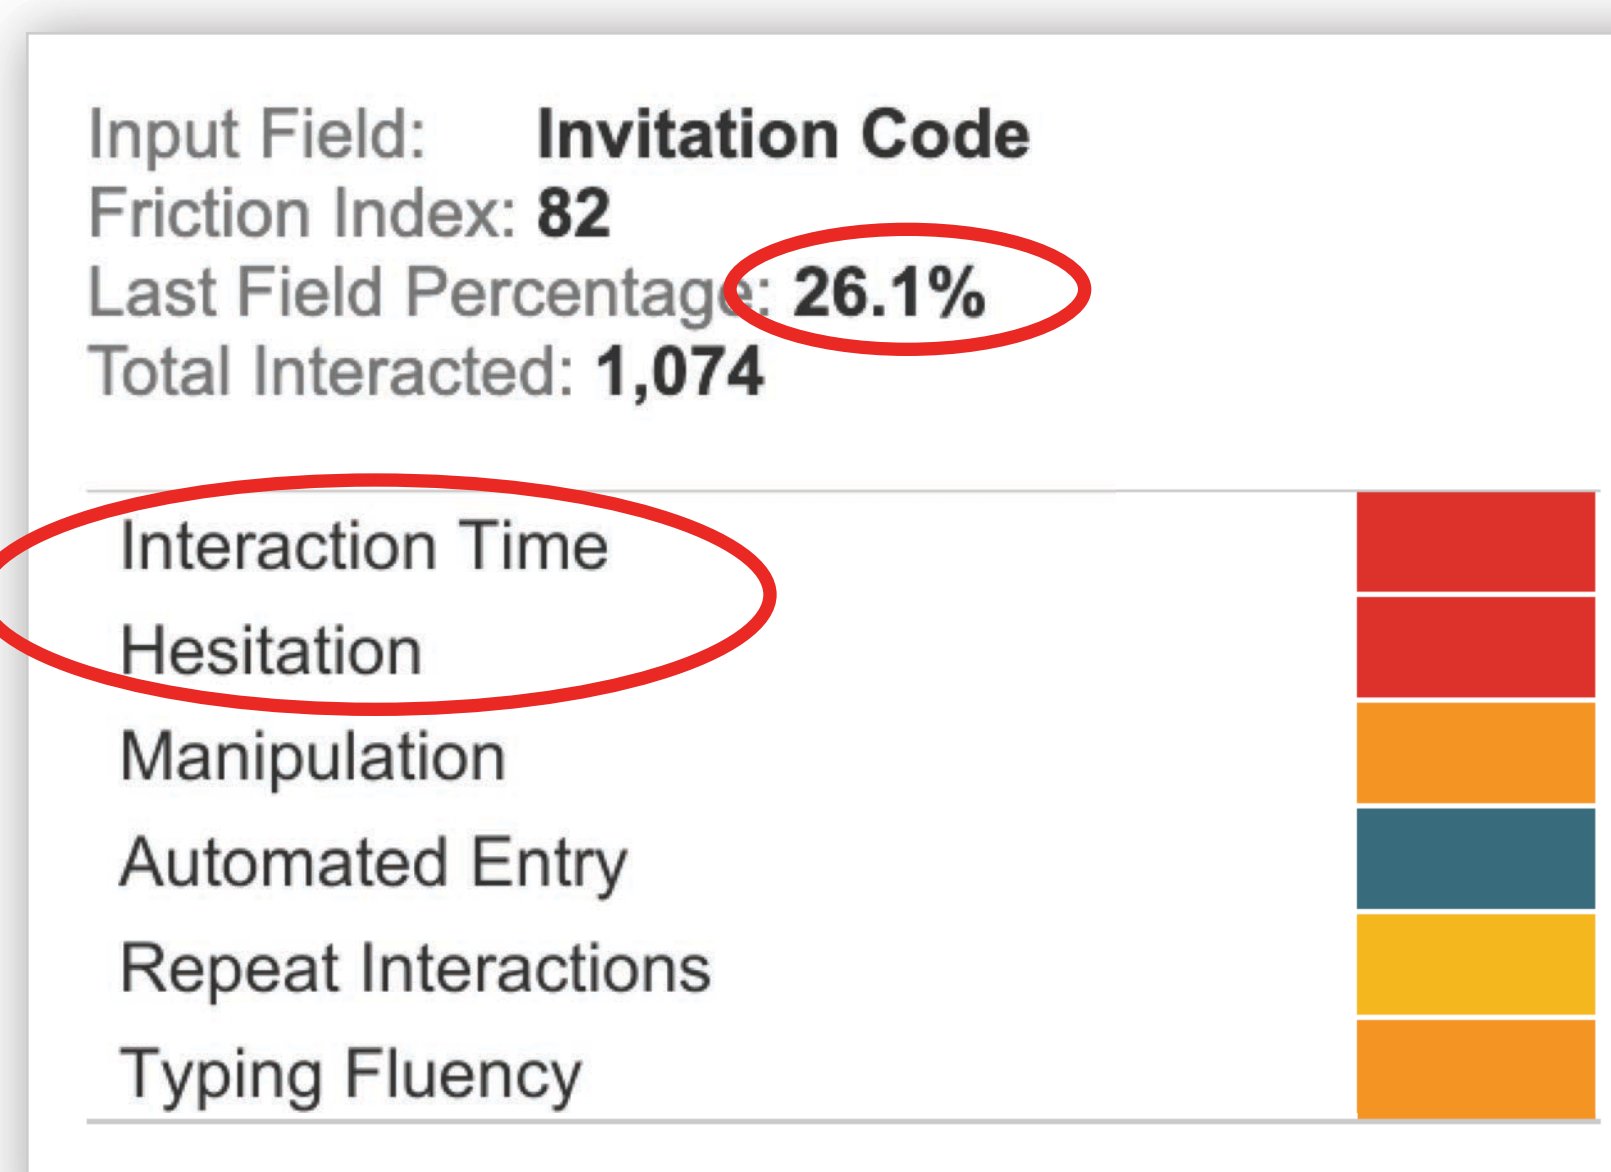 Input Field: Invitation Code
Friction Index: 82
Last Field Percentage: 26.1%
Total Interacted: 1,074
Interaction Time
Hesitation
Manipulation
Automated Entry
Repeat Interactions
Typing Fluency